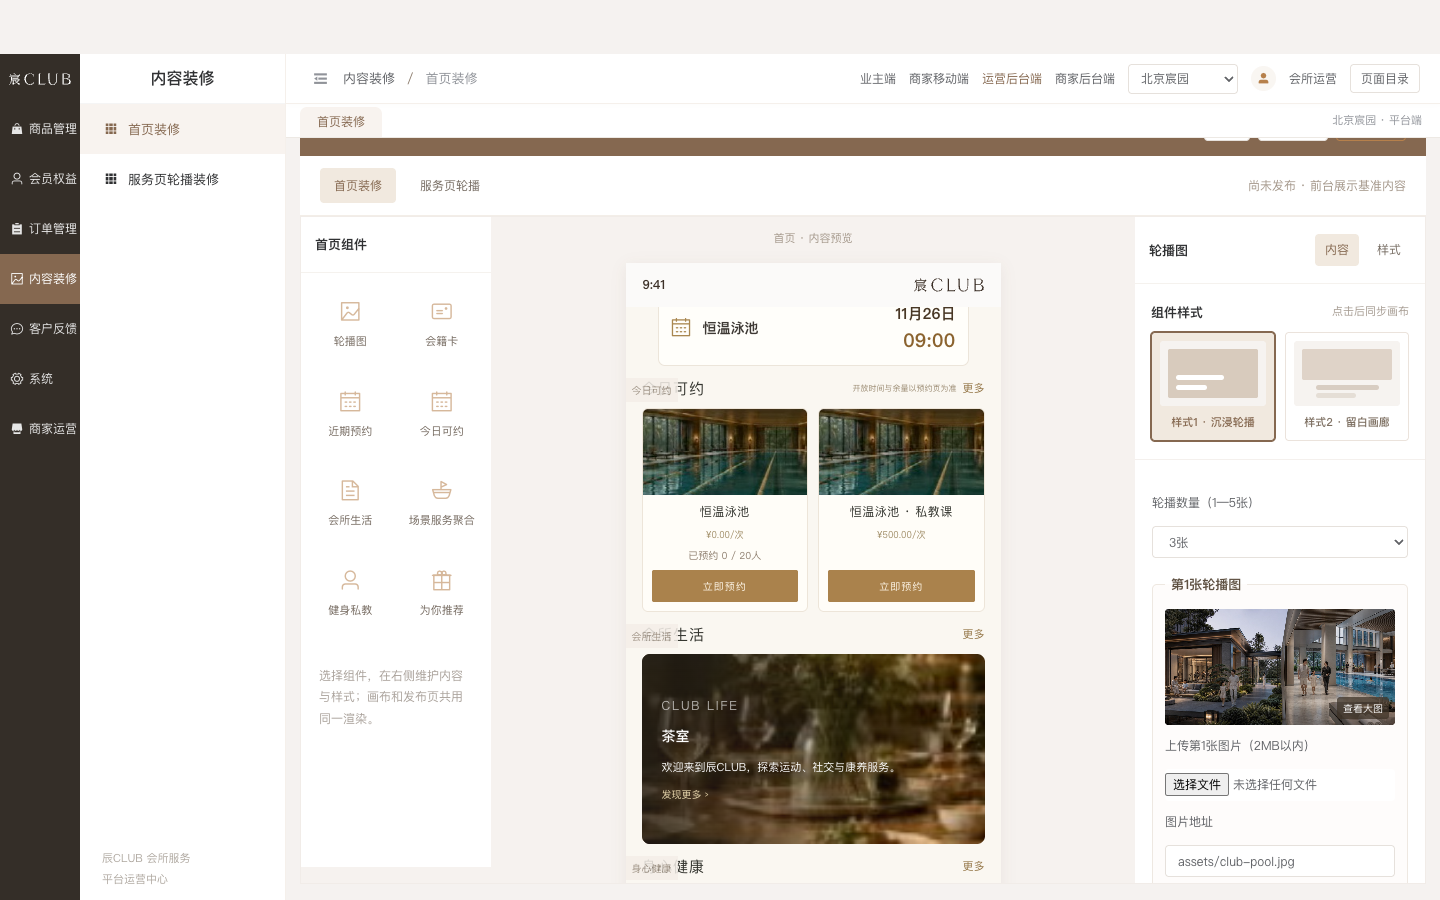 宸CLUB
内容装修
内容装修 / 首页装修
业主端 商家移动端 运营后台端 商家后台端 北京宸园 会所运营 页面目录
首页装修
北京宸园 · 平台端
商品管理
会员权益
订单管理
内容装修
客户反馈
系统
商家运营
首页装修
服务页轮播装修
辰CLUB 会所服务
平台运营中心
首页装修 服务页轮播
尚未发布 · 前台展示基准内容
首页组件
轮播图 会籍卡
近期预约 今日可约
会所生活 场景服务聚合
健身私教 为你推荐
选择组件，在右侧维护内容
与样式；画布和发布页共用
同一渲染。
首页 · 内容预览
9:41 宸CLUB
恒温泳池
11月26日
09:00
今日可约
可约
开放时间与余量以预约页为准 更多
恒温泳池
¥0.00/次
已预约 0 / 20人
立即预约
恒温泳池 · 私教课
¥500.00/次
立即预约
会所生活
生活 更多
CLUB LIFE
茶室
欢迎来到辰CLUB，探索运动、社交与康养服务。
发现更多 ›
身心健康
健康 更多
轮播图 内容 样式
组件样式 点击后同步画布
样式1 · 沉浸轮播 样式2 · 留白画廊
轮播数量（1—5张）
3张
第1张轮播图
查看大图
上传第1张图片（2MB以内）
选择文件 未选择任何文件
图片地址
assets/club-pool.jpg